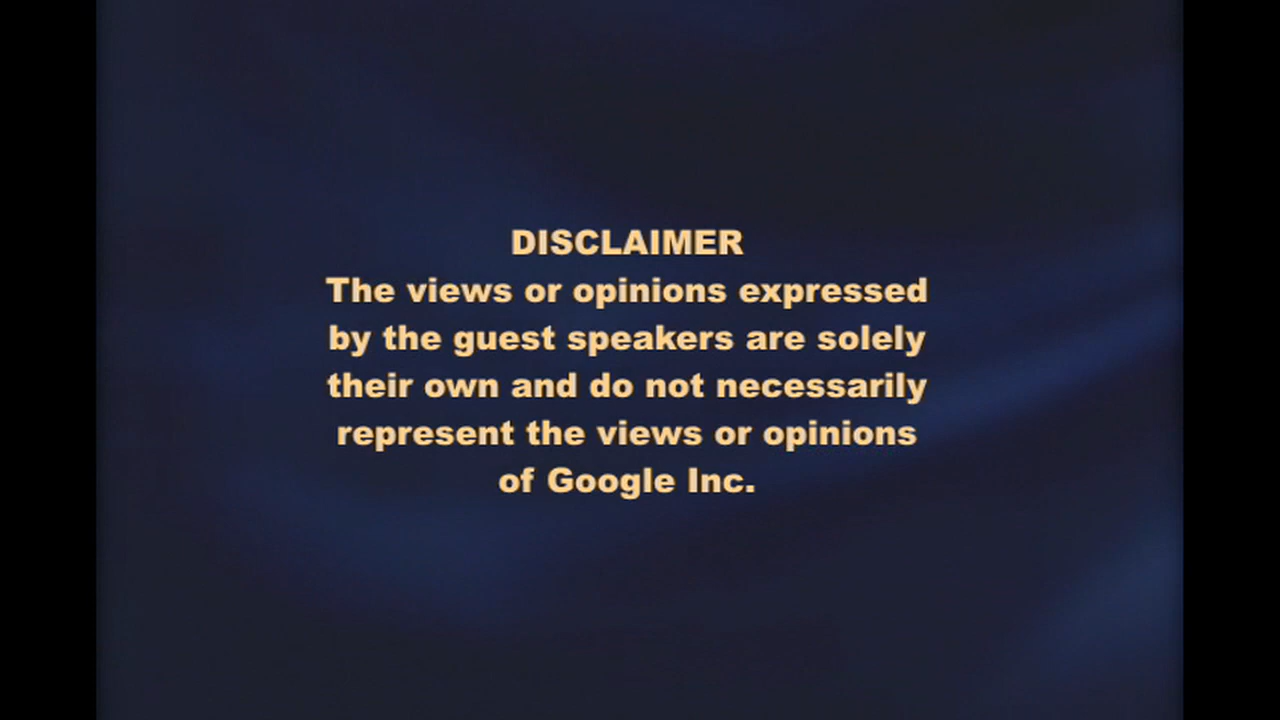 DISCLAIMER
The views or opinions expressed
by the guest speakers are solely
their own and do not necessarily
represent the views or opinions
of Google Inc.